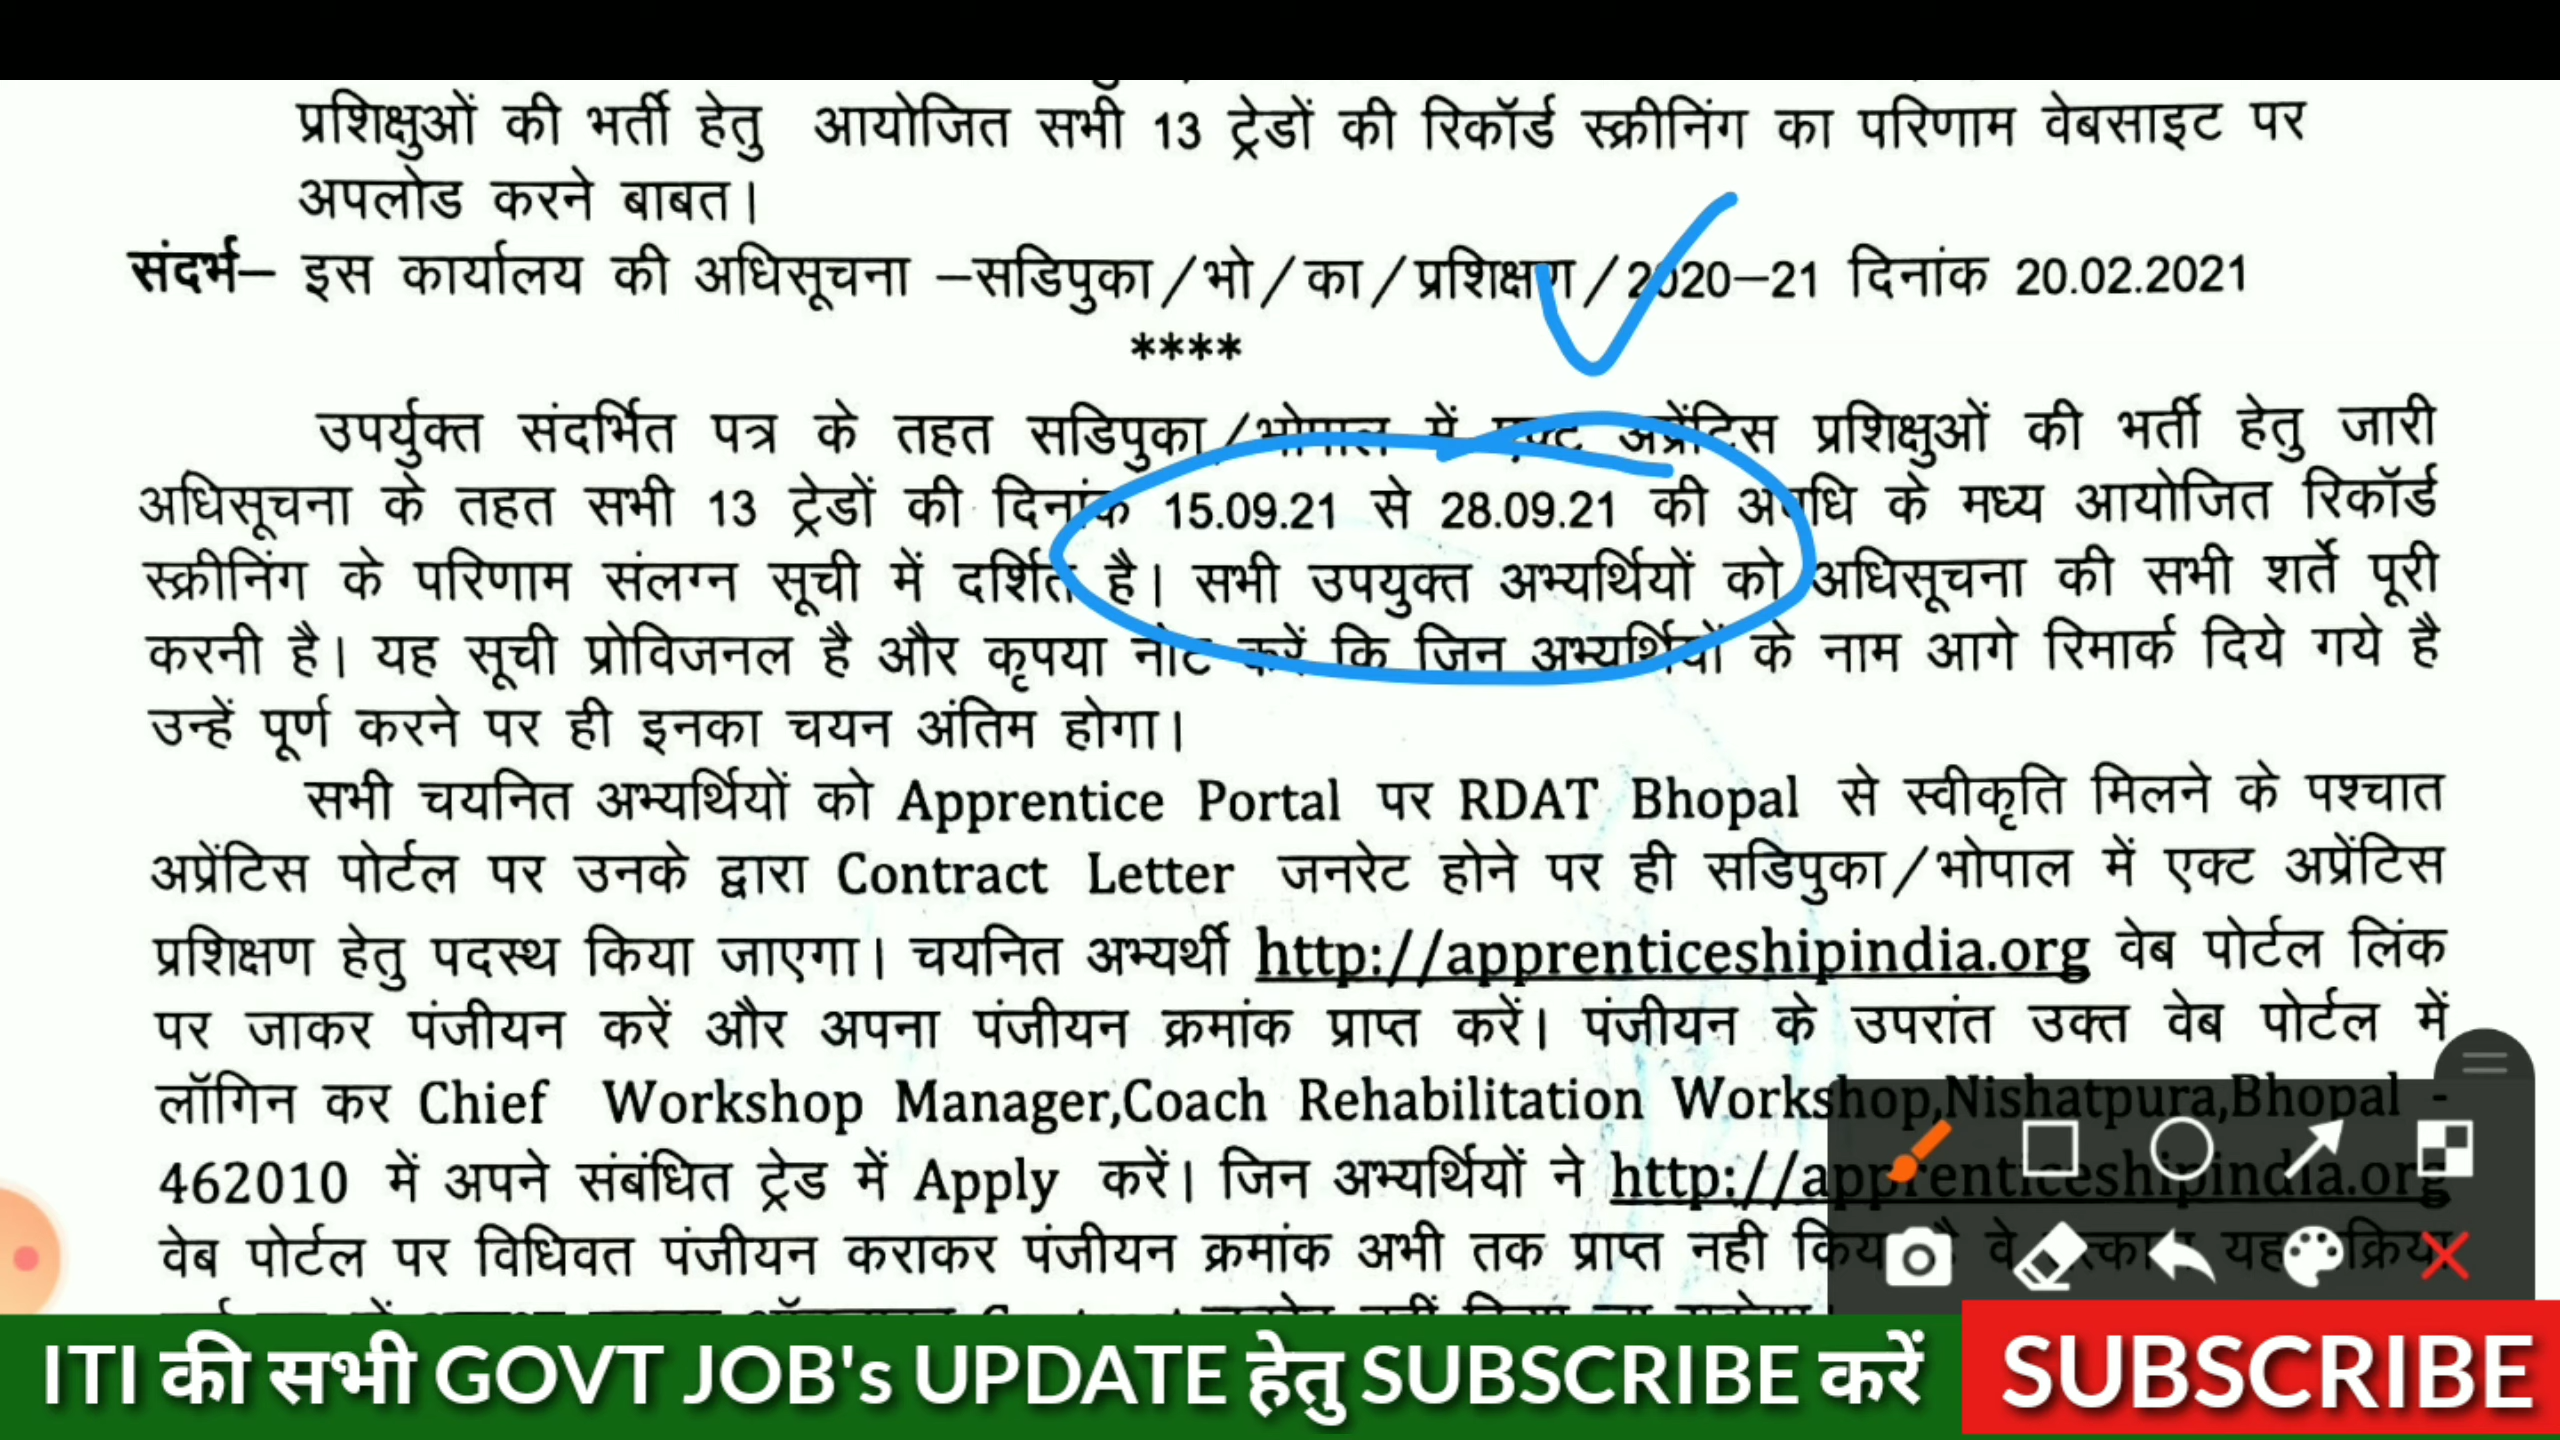 प्रशिक्षुओं की भर्ती हेतु आयोजित सभी 13 ट्रेडों की रिकॉर्ड स्क्रीनिंग का परिणाम वेबसाइट पर
अपलोड करने बाबत।
संदर्भ– इस कार्यालय की अधिसूचना –सडिपुका/भो/का/प्रशिक्षण/2020–21 दिनांक 20.02.2021
****
उपर्युक्त संदर्भित पत्र के तहत सडिपुका/भोपाल में एक्ट अप्रेंटिस प्रशिक्षुओं की भर्ती हेतु जारी
अधिसूचना के तहत सभी 13 ट्रेडों की दिनांक 15.09.21 से 28.09.21 की अवधि के मध्य आयोजित रिकॉर्ड
स्क्रीनिंग के परिणाम संलग्न सूची में दर्शित है। सभी उपयुक्त अभ्यर्थियों को अधिसूचना की सभी शर्ते पूरी
करनी है। यह सूची प्रोविजनल है और कृपया नोट करें कि जिन अभ्यर्थियों के नाम आगे रिमार्क दिये गये है
उन्हें पूर्ण करने पर ही इनका चयन अंतिम होगा।
सभी चयनित अभ्यर्थियों को Apprentice Portal पर RDAT Bhopal से स्वीकृति मिलने के पश्चात
अप्रेंटिस पोर्टल पर उनके द्वारा Contract Letter जनरेट होने पर ही सडिपुका/भोपाल में एक्ट अप्रेंटिस
प्रशिक्षण हेतु पदस्थ किया जाएगा। चयनित अभ्यर्थी http://apprenticeshipindia.org वेब पोर्टल लिंक
पर जाकर पंजीयन करें और अपना पंजीयन क्रमांक प्राप्त करें। पंजीयन के उपरांत उक्त वेब पोर्टल में
लॉगिन कर Chief Workshop Manager,Coach Rehabilitation Workshop,Nishatpura,Bhopal -
462010 में अपने संबंधित ट्रेड में Apply करें। जिन अभ्यर्थियों ने http://apprenticeshipindia.org
वेब पोर्टल पर विधिवत पंजीयन कराकर पंजीयन क्रमांक अभी तक प्राप्त नही किया है वे यह
ITI की सभी GOVT JOB's UPDATE हेतु SUBSCRIBE करें SUBSCRIBE